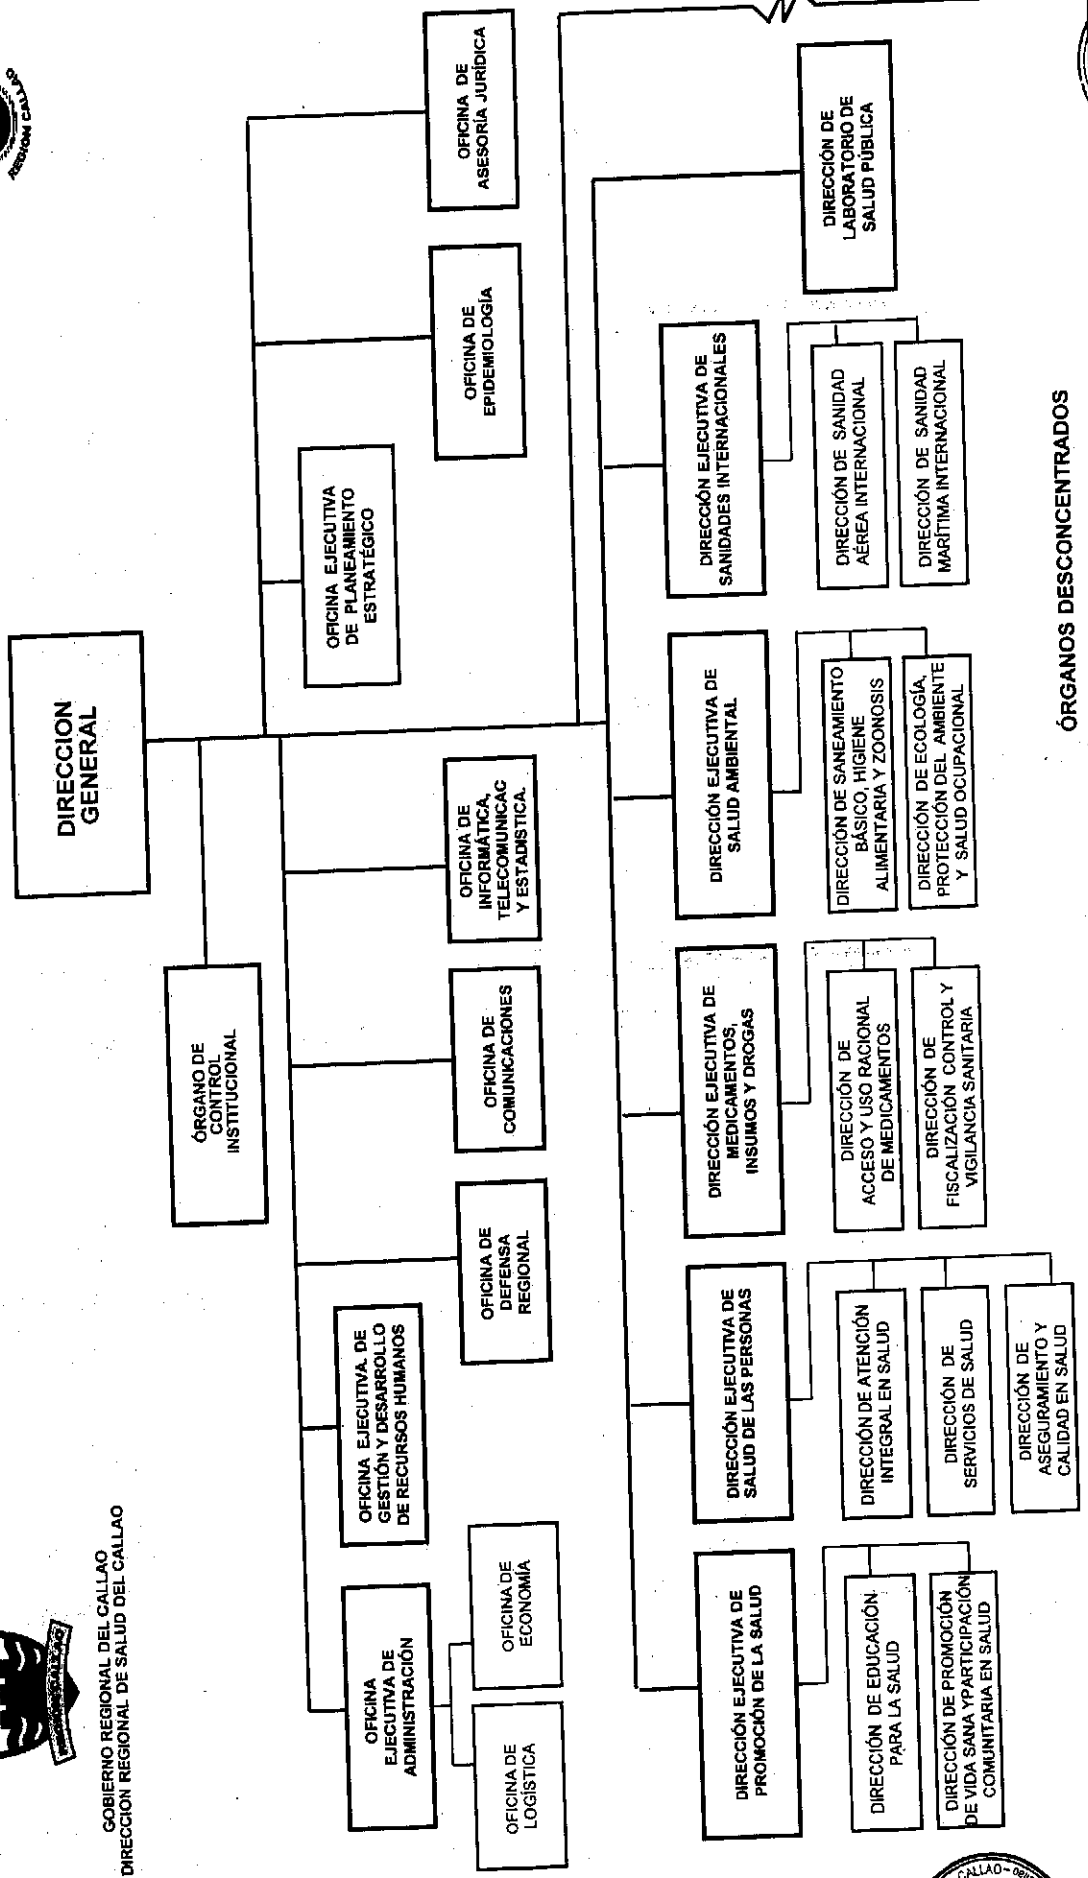 REGION CALLAO
GOBIERNO REGIONAL DEL CALLAO
DIRECCION REGIONAL DE SALUD DEL CALLAO
DIRECCION
GENERAL
ÓRGANO DE
CONTROL
INSTITUCIONAL
OFICINA
EJECUTIVA DE
ADMINISTRACIÓN
OFICINA DE
LOGÍSTICA
OFICINA DE
ECONOMÍA
OFICINA EJECUTIVA. DE
GESTIÓN Y DESARROLLO
DE RECURSOS HUMANOS
OFICINA DE
DEFENSA
REGIONAL
OFICINA DE
COMUNICACIONES
OFICINA DE
INFORMÁTICA,
TELECOMUNICAC
Y ESTADISTICA.
OFICINA EJECUTIVA
DE PLANEAMIENTO
ESTRATÉGICO
OFICINA DE
EPIDEMIOLOGÍA
OFICINA DE
ASESORÍA JURÍDICA
DIRECCIÓN EJECUTIVA DE
PROMOCIÓN DE LA SALUD
DIRECCIÓN DE EDUCACIÓN
PARA LA SALUD
DIRECCIÓN DE PROMOCIÓN
DE VIDA SANA YPARTICIPACIÓN
COMUNITARIA EN SALUD
DIRECCIÓN EJECUTIVA DE
SALUD DE LAS PERSONAS
DIRECCIÓN DE ATENCIÓN
INTEGRAL EN SALUD
DIRECCIÓN DE
SERVICIOS DE SALUD
DIRECCIÓN DE
ASEGURAMIENTO Y
CALIDAD EN SALUD
DIRECCIÓN EJECUTIVA DE
MEDICAMENTOS,
INSUMOS Y DROGAS
DIRECCIÓN DE
ACCESO Y USO RACIONAL
DE MEDICAMENTOS
DIRECCIÓN DE
FISCALIZACIÓN CONTROL Y
VIGILANCIA SANITARIA
DIRECCIÓN EJECUTIVA DE
SALUD AMBIENTAL
DIRECCIÓN DE SANEAMIENTO
BÁSICO, HIGIENE
ALIMENTARIA Y ZOONOSIS
DIRECCIÓN DE ECOLOGÍA,
PROTECCIÓN DEL AMBIENTE
Y SALUD OCUPACIONAL
DIRECCIÓN EJECUTIVA DE
SANIDADES INTERNACIONALES
DIRECCIÓN DE SANIDAD
AÉREA INTERNACIONAL
DIRECCIÓN DE SANIDAD
MARÍTIMA INTERNACIONAL
DIRECCIÓN DE
LABORATORIO DE
SALUD PÚBLICA
ÓRGANOS DESCONCENTRADOS
CALLAO